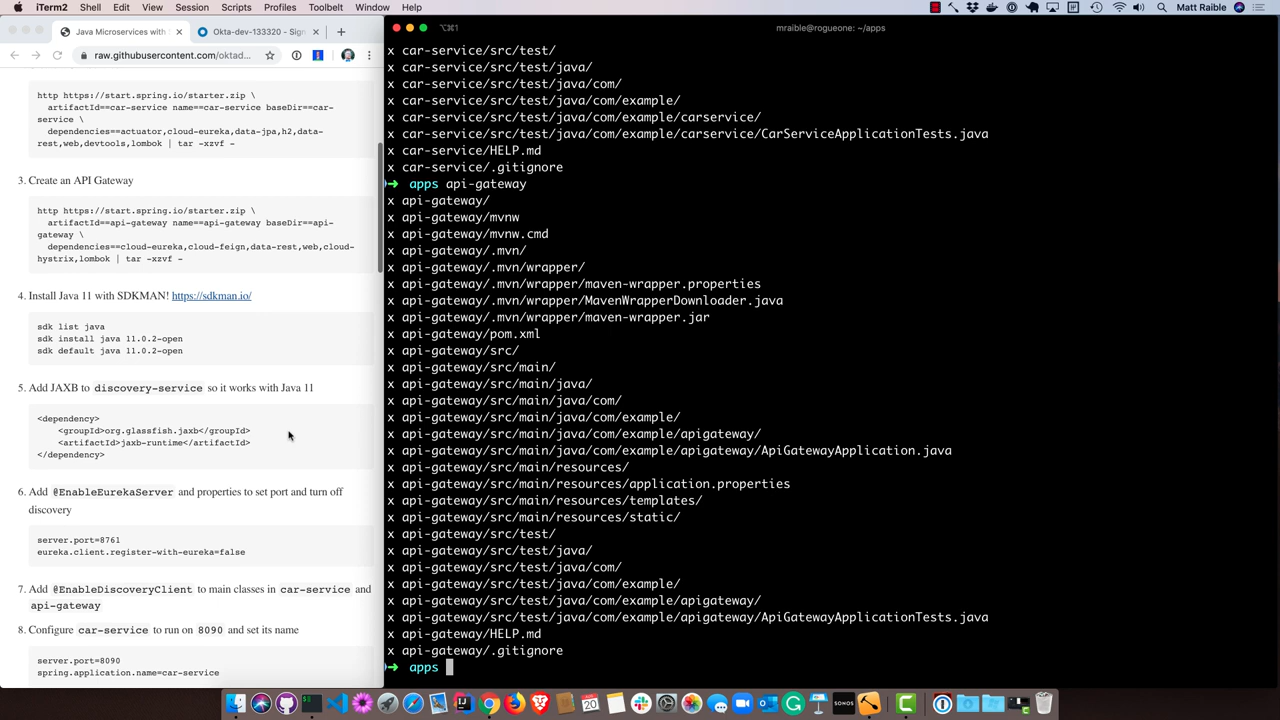 iTerm2 Shell Edit View Session Scripts Profiles Toolbelt Window Help
Matt Raible
Java Microservices with
Okta-dev-133320 - Sign
raw.githubusercontent.com/oktad...
http https://start.spring.io/starter.zip \
artifactId==car-service name==car-service baseDir==car-
service \
dependencies==actuator,cloud-eureka,data-jpa,h2,data-
rest,web,devtools,lombok | tar -xzvf -
3. Create an API Gateway
http https://start.spring.io/starter.zip \
artifactId==api-gateway name==api-gateway baseDir==api-
gateway \
dependencies==cloud-eureka,cloud-feign,data-rest,web,cloud-
hystrix,lombok | tar -xzvf -
4. Install Java 11 with SDKMAN! https://sdkman.io/
sdk list java
sdk install java 11.0.2-open
sdk default java 11.0.2-open
5. Add JAXB to discovery-service so it works with Java 11
<dependency>
<groupId>org.glassfish.jaxb</groupId>
<artifactId>jaxb-runtime</artifactId>
</dependency>
6. Add @EnableEurekaServer and properties to set port and turn off
discovery
server.port=8761
eureka.client.register-with-eureka=false
7. Add @EnableDiscoveryClient to main classes in car-service and
api-gateway
8. Configure car-service to run on 8090 and set its name
server.port=8090
spring.application.name=car-service
⌥⌘1
mraible@rogueone: ~/apps
x car-service/src/test/
x car-service/src/test/java/
x car-service/src/test/java/com/
x car-service/src/test/java/com/example/
x car-service/src/test/java/com/example/carservice/
x car-service/src/test/java/com/example/carservice/CarServiceApplicationTests.java
x car-service/HELP.md
x car-service/.gitignore
➜ apps api-gateway
x api-gateway/
x api-gateway/mvnw
x api-gateway/mvnw.cmd
x api-gateway/.mvn/
x api-gateway/.mvn/wrapper/
x api-gateway/.mvn/wrapper/maven-wrapper.properties
x api-gateway/.mvn/wrapper/MavenWrapperDownloader.java
x api-gateway/.mvn/wrapper/maven-wrapper.jar
x api-gateway/pom.xml
x api-gateway/src/
x api-gateway/src/main/
x api-gateway/src/main/java/
x api-gateway/src/main/java/com/
x api-gateway/src/main/java/com/example/
x api-gateway/src/main/java/com/example/apigateway/
x api-gateway/src/main/java/com/example/apigateway/ApiGatewayApplication.java
x api-gateway/src/main/resources/
x api-gateway/src/main/resources/application.properties
x api-gateway/src/main/resources/templates/
x api-gateway/src/main/resources/static/
x api-gateway/src/test/
x api-gateway/src/test/java/
x api-gateway/src/test/java/com/
x api-gateway/src/test/java/com/example/
x api-gateway/src/test/java/com/example/apigateway/
x api-gateway/src/test/java/com/example/apigateway/ApiGatewayApplicationTests.java
x api-gateway/HELP.md
x api-gateway/.gitignore
➜ apps
20
SONOS